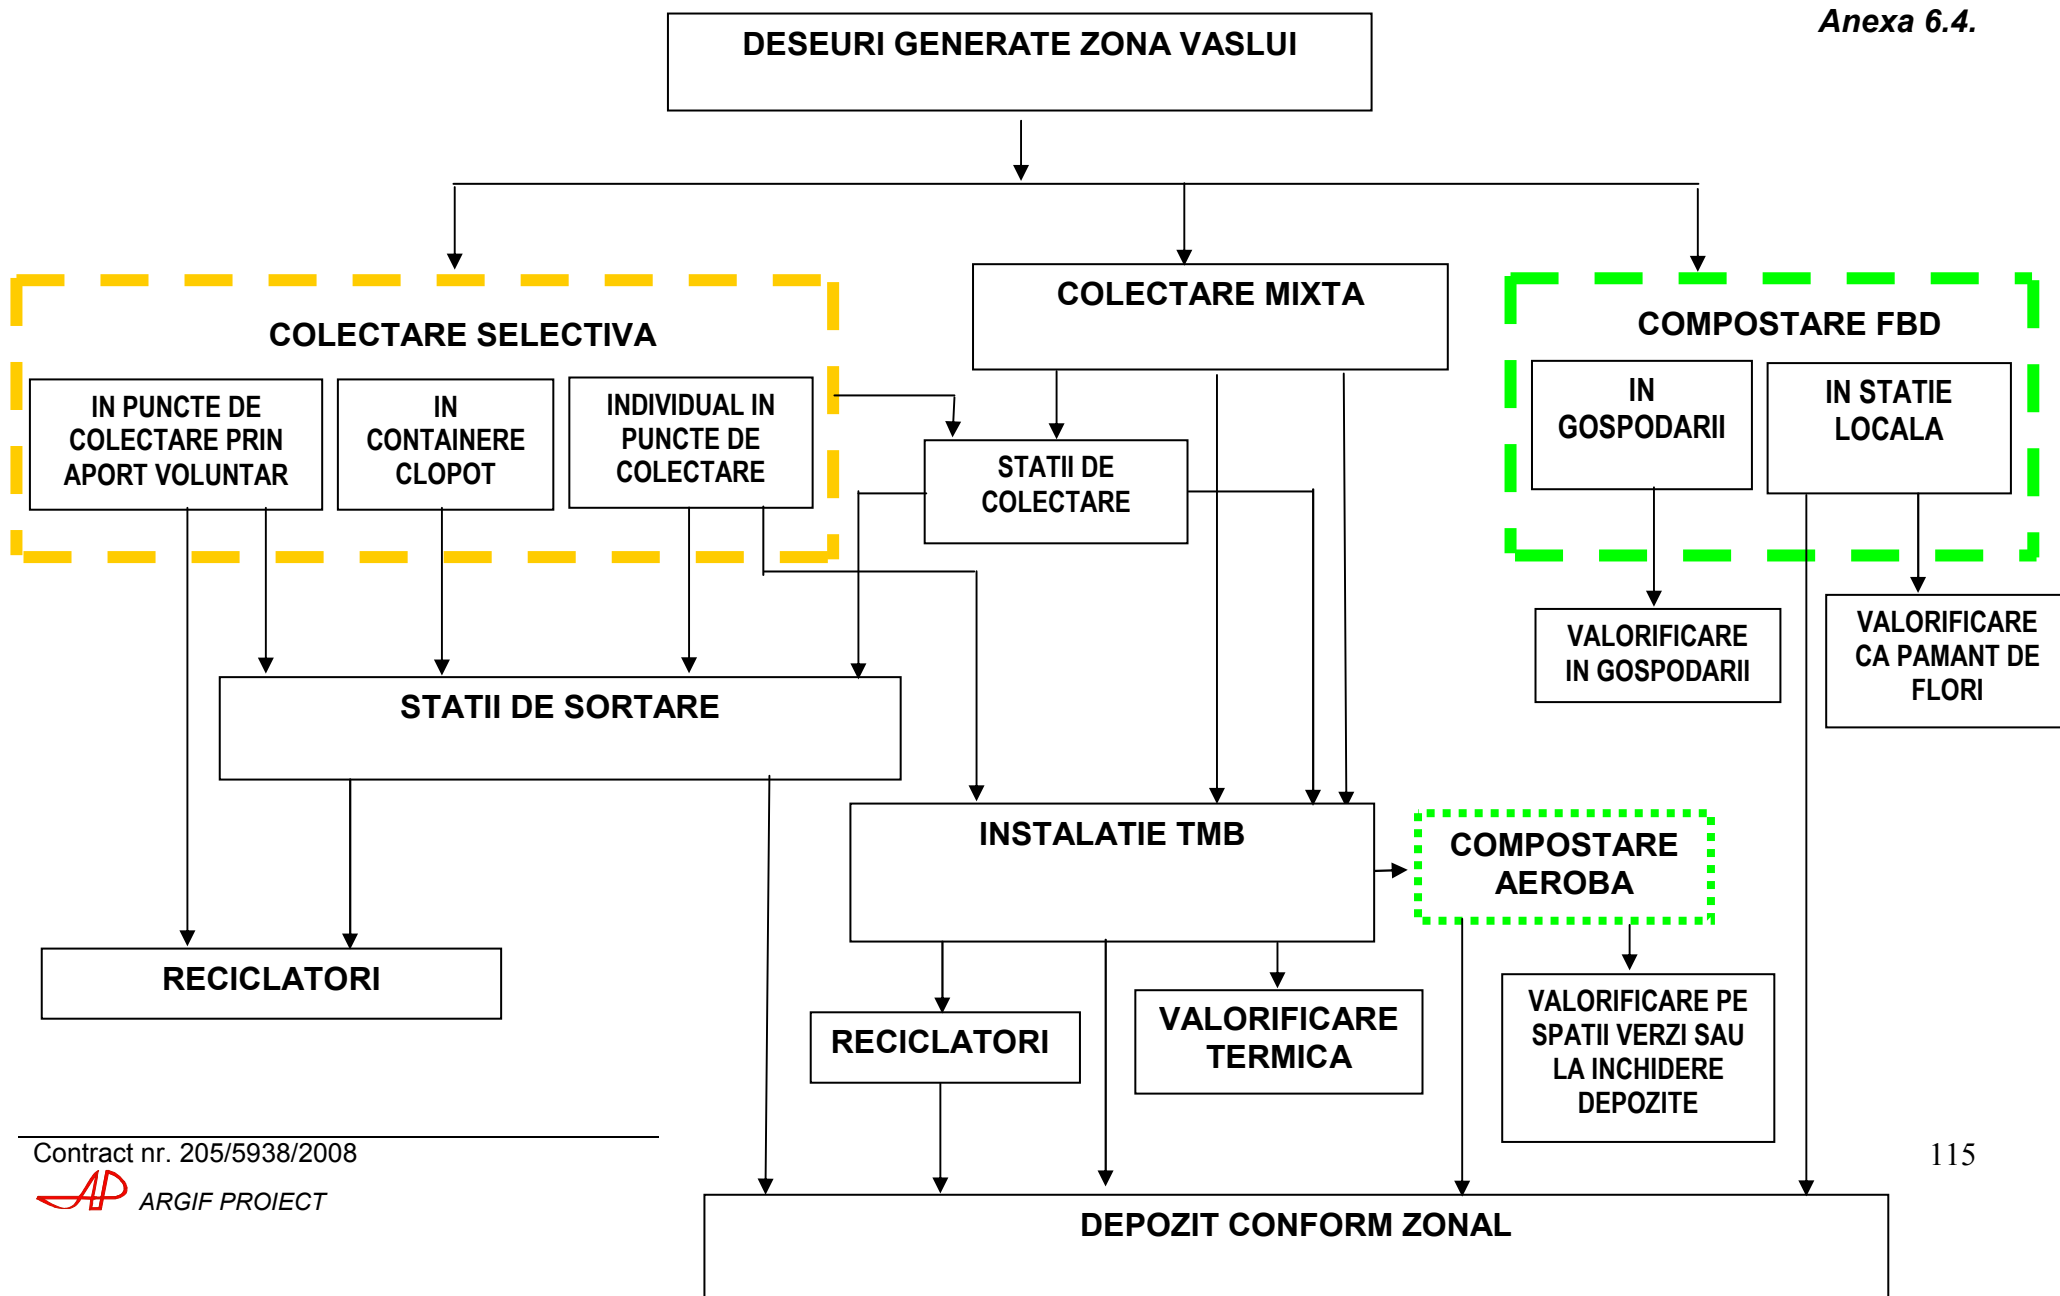 Anexa 6.4.
DESEURI GENERATE ZONA VASLUI
COLECTARE SELECTIVA
IN PUNCTE DE
COLECTARE PRIN
APORT VOLUNTAR
IN
CONTAINERE
CLOPOT
INDIVIDUAL IN
PUNCTE DE
COLECTARE
COLECTARE MIXTA
STATII DE
COLECTARE
COMPOSTARE FBD
IN
GOSPODARII
IN STATIE
LOCALA
VALORIFICARE
IN GOSPODARII
VALORIFICARE
CA PAMANT DE
FLORI
STATII DE SORTARE
INSTALATIE TMB
COMPOSTARE
AEROBA
RECICLATORI
RECICLATORI
VALORIFICARE
TERMICA
VALORIFICARE PE
SPATII VERZI SAU
LA INCHIDERE
DEPOZITE
DEPOZIT CONFORM ZONAL
Contract nr. 205/5938/2008
AP ARGIF PROIECT
115